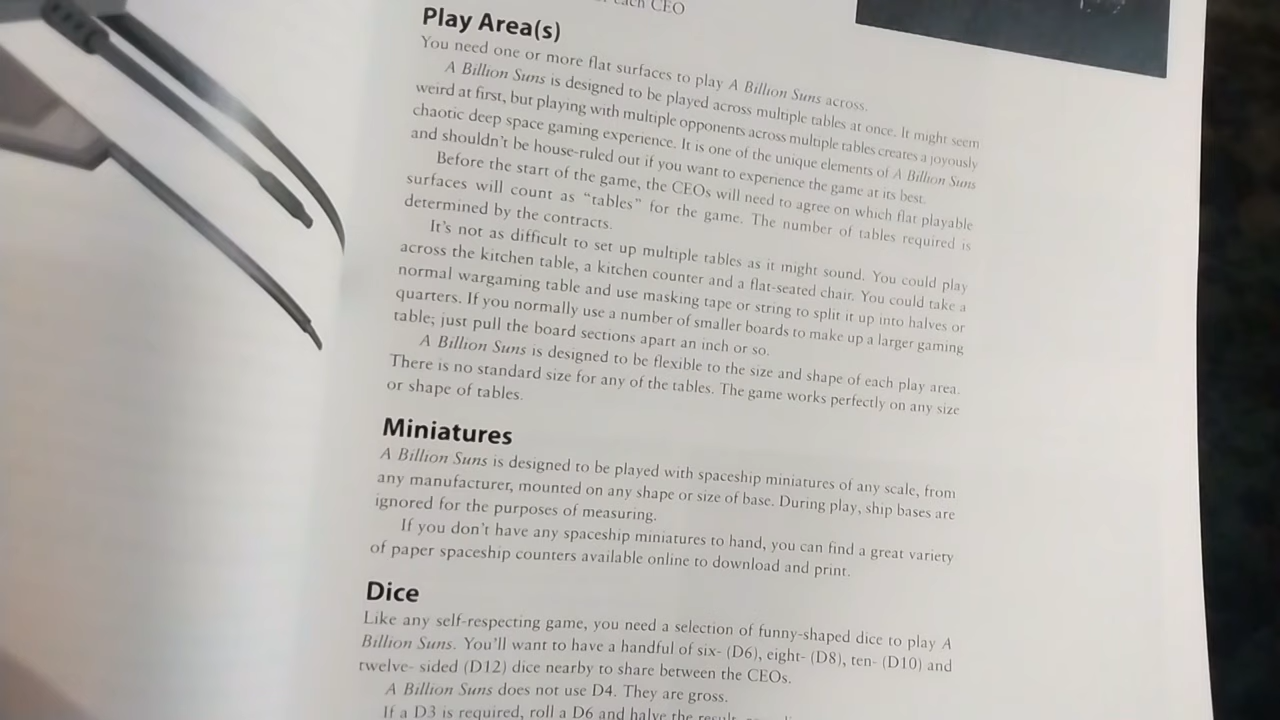 each CEO
Play Area(s)
You need one or more flat surfaces to play A Billion Suns across.
A Billion Suns is designed to be played across multiple tables at once. It might seem
weird at first, but playing with multiple opponents across multiple tables creates a joyously
chaotic deep space gaming experience. It is one of the unique elements of A Billion Suns
and shouldn't be house-ruled out if you want to experience the game at its best.
Before the start of the game, the CEOs will need to agree on which flat playable
surfaces will count as “tables” for the game. The number of tables required is
determined by the contracts.
It's not as difficult to set up multiple tables as it might sound. You could play
across the kitchen table, a kitchen counter and a flat-seated chair. You could take a
normal wargaming table and use masking tape or string to split it up into halves or
quarters. If you normally use a number of smaller boards to make up a larger gaming
table; just pull the board sections apart an inch or so.
A Billion Suns is designed to be flexible to the size and shape of each play area.
There is no standard size for any of the tables. The game works perfectly on any size
or shape of tables.
Miniatures
A Billion Suns is designed to be played with spaceship miniatures of any scale, from
any manufacturer, mounted on any shape or size of base. During play, ship bases are
ignored for the purposes of measuring.
If you don't have any spaceship miniatures to hand, you can find a great variety
of paper spaceship counters available online to download and print.
Dice
Like any self-respecting game, you need a selection of funny-shaped dice to play A
Billion Suns. You'll want to have a handful of six- (D6), eight- (D8), ten- (D10) and
twelve- sided (D12) dice nearby to share between the CEOs.
A Billion Suns does not use D4. They are gross.
If a D3 is required, roll a D6 and halve the result,